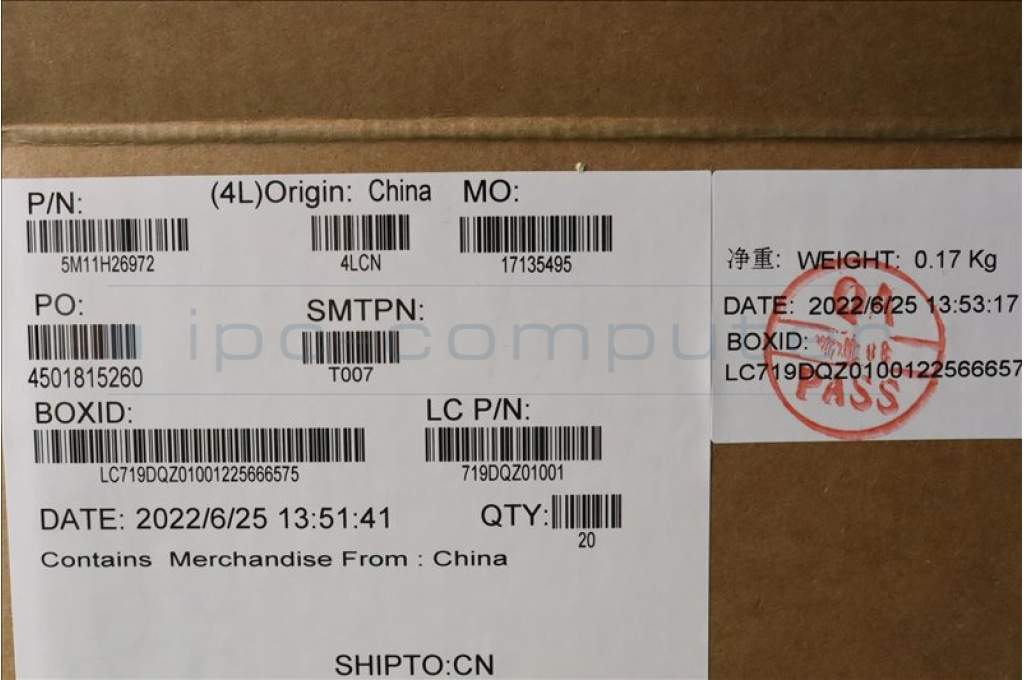 P/N:
5M11H26972
(4L)Origin: China
4LCN
MO:
17135495
PO:
4501815260
SMTPN:
T007
BOXID:
LC719DQZ01001225666575
LC P/N:
719DQZ01001
DATE: 2022/6/25 13:51:41
QTY:
20
Contains Merchandise From : China
SHIPTO:CN
净重: WEIGHT: 0.17 Kg
DATE: 2022/6/25 13:53:17
BOXID:
LC719DQZ0100122566657
PASS
ipc-computer